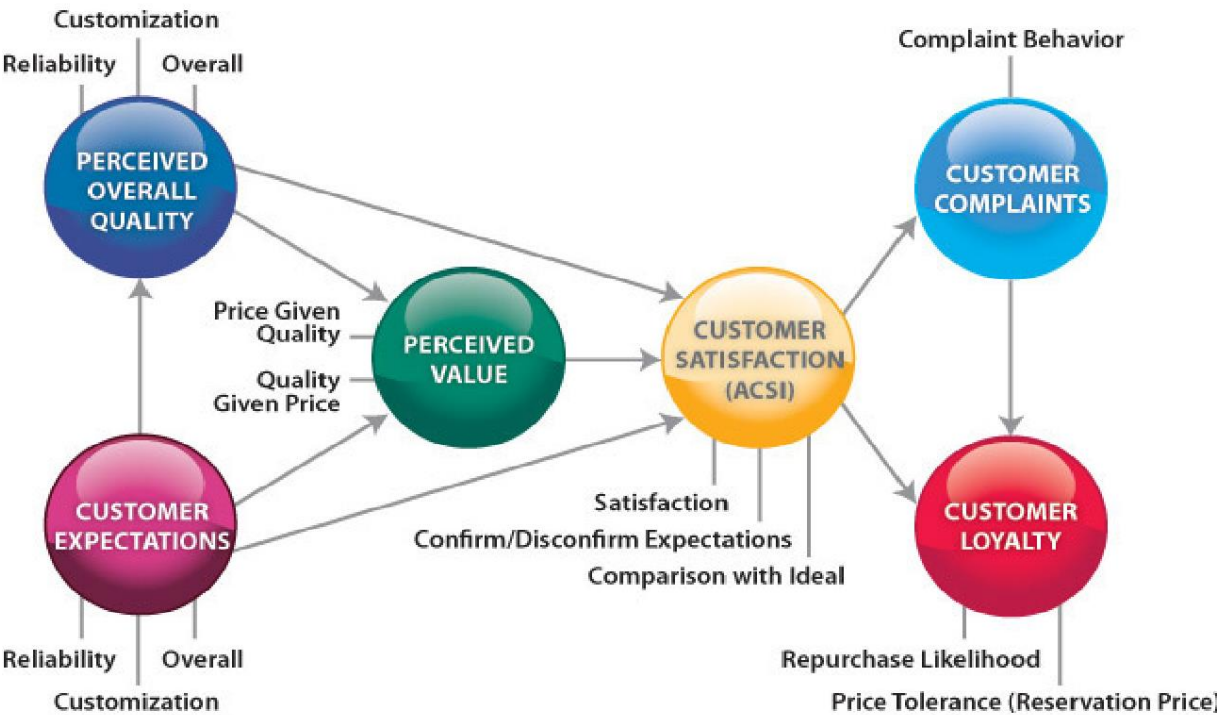 Customization
Reliability
Overall
PERCEIVED
OVERALL
QUALITY
Complaint Behavior
CUSTOMER
COMPLAINTS
Price Given
Quality
Quality
Given Price
PERCEIVED
VALUE
CUSTOMER
SATISFACTION
(ACSI)
Satisfaction
Confirm/Disconfirm Expectations
Comparison with Ideal
CUSTOMER
EXPECTATIONS
Reliability
Overall
Customization
CUSTOMER
LOYALTY
Repurchase Likelihood
Price Tolerance (Reservation Price)